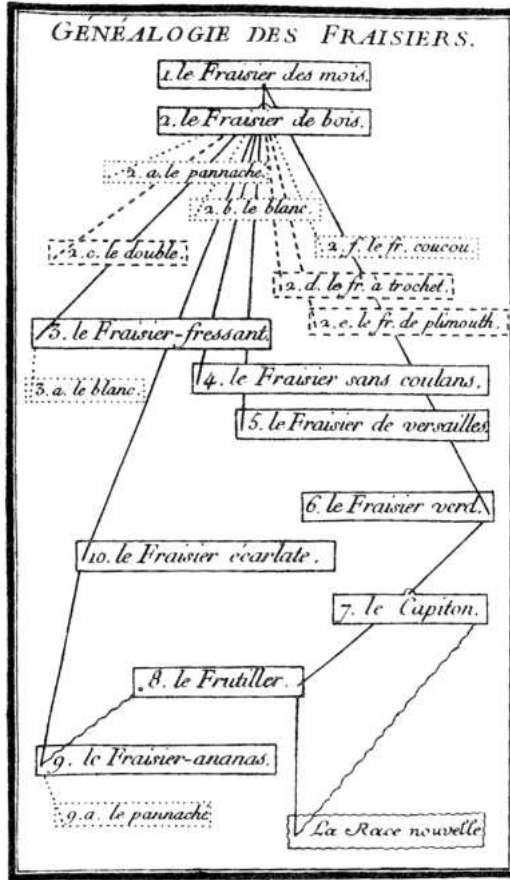 GÉNÉALOGIE DES FRAISIERS.
1. le Fraisier des mois.
2. le Fraisier de bois.
2. a. le pannache.
2. b. le blanc.
2. f. le fr. coucou.
2. c. le double.
2. d. le fr. à trochet.
2. e. le fr. de plimouth.
3. le Fraisier-fressant.
3. a. le blanc.
4. le Fraisier sans coulans.
5. le Fraisier de versailles.
6. le Fraisier verd.
10. le Fraisier écarlate.
7. le Capiton.
8. le Frutiller.
9. le Fraisier-ananas.
9. a. le pannaché
La Race nouvelle